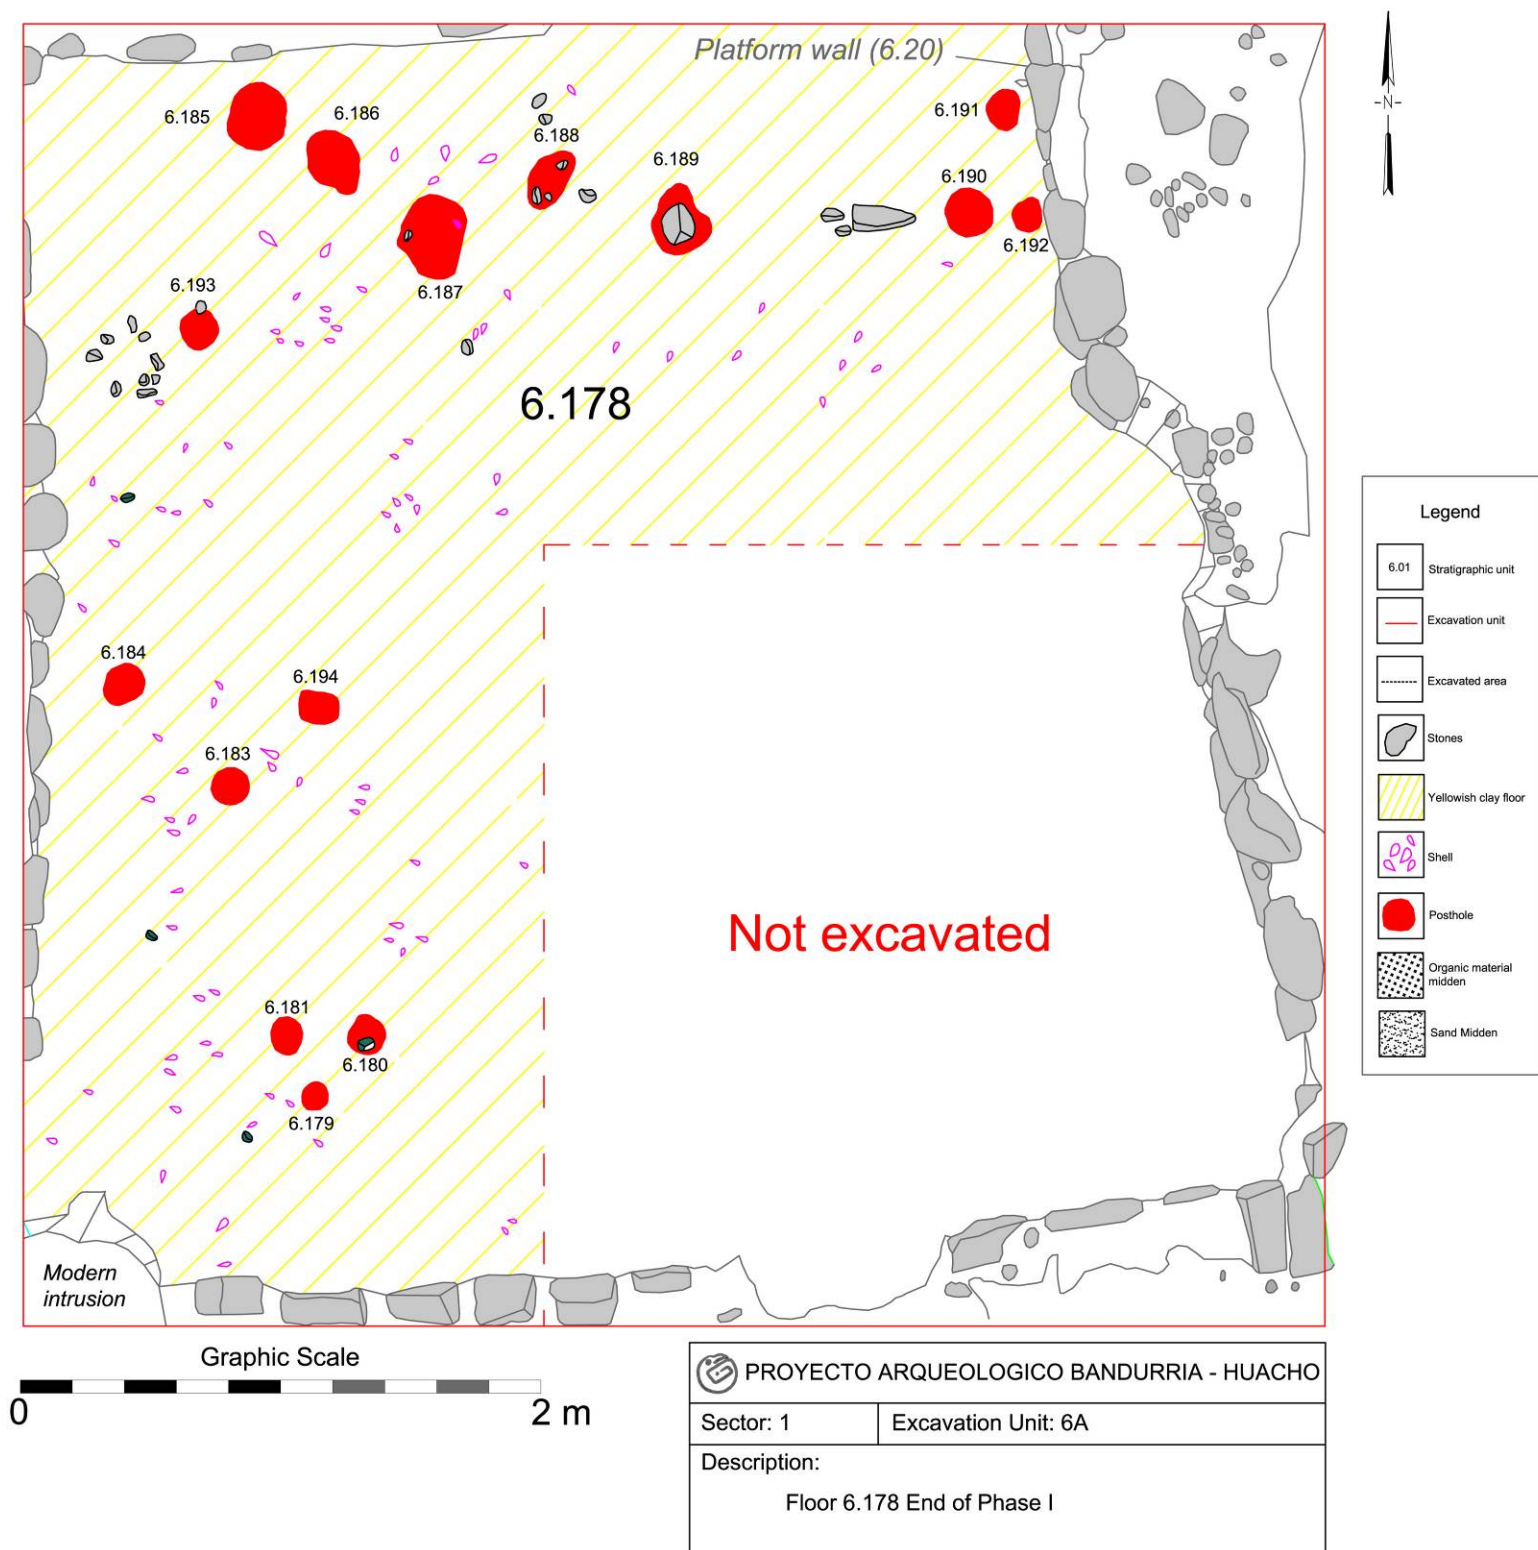 Platform wall (6.20)
-N-
6.185
6.186
6.188
6.189
6.191
6.190
6.192
6.187
6.193
6.178
6.184
6.194
6.183
Not excavated
6.181
6.180
6.179
Modern
intrusion
Legend
6.01 Stratigraphic unit
Excavation unit
Excavated area
Stones
Yellowish clay floor
Shell
Posthole
Organic material
midden
Sand Midden
Graphic Scale
0 2 m
PROYECTO ARQUEOLOGICO BANDURRIA - HUACHO
Sector: 1 Excavation Unit: 6A
Description:
Floor 6.178 End of Phase I